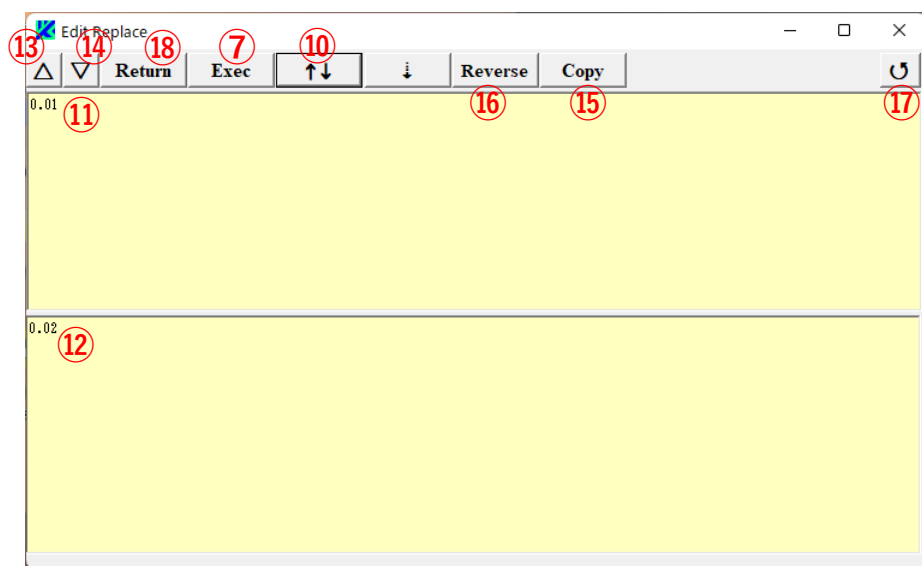 Edit Replace
⑬ ⑭ ⑱ ⑦ ⑩
△ ▽ Return Exec ↑↓ ⇣ Reverse Copy ↺
⑯ ⑮ ⑰
0.01
⑪
0.02
⑫